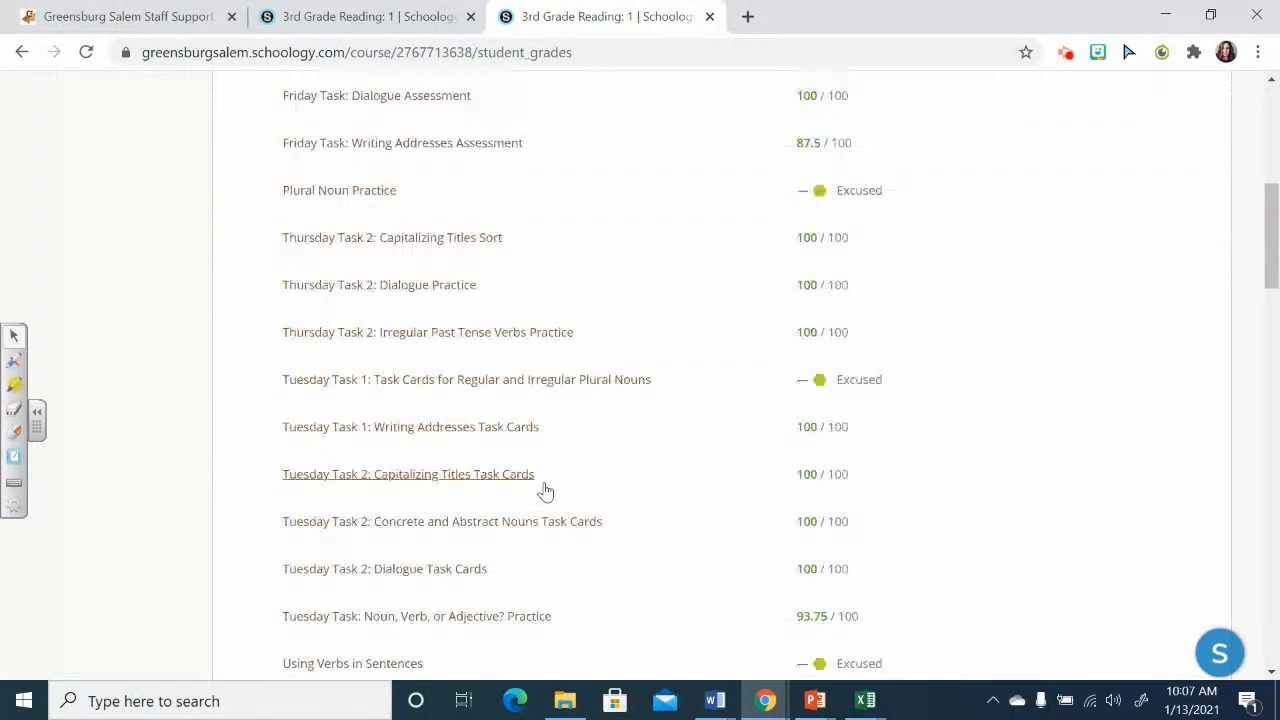 Greensburg Salem Staff Support
3rd Grade Reading: 1 | Schoology
3rd Grade Reading: 1 | Schoology
greensburgsalem.schoology.com/course/2767713638/student_grades
Friday Task: Dialogue Assessment 100 / 100
Friday Task: Writing Addresses Assessment 87.5 / 100
Plural Noun Practice — Excused
Thursday Task 2: Capitalizing Titles Sort 100 / 100
Thursday Task 2: Dialogue Practice 100 / 100
Thursday Task 2: Irregular Past Tense Verbs Practice 100 / 100
Tuesday Task 1: Task Cards for Regular and Irregular Plural Nouns — Excused
Tuesday Task 1: Writing Addresses Task Cards 100 / 100
Tuesday Task 2: Capitalizing Titles Task Cards 100 / 100
Tuesday Task 2: Concrete and Abstract Nouns Task Cards 100 / 100
Tuesday Task 2: Dialogue Task Cards 100 / 100
Tuesday Task: Noun, Verb, or Adjective? Practice 93.75 / 100
Using Verbs in Sentences — Excused
S
Type here to search
10:07 AM
1/13/2021
1